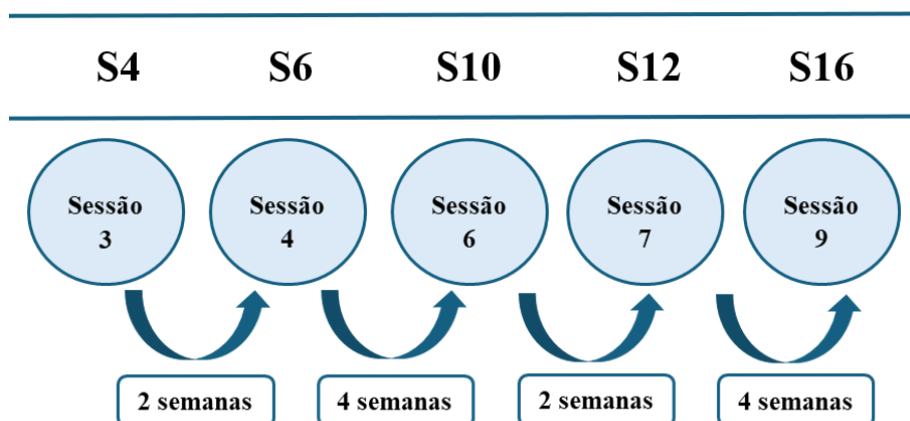 S4 S6 S10 S12 S16
Sessão
3
Sessão
4
Sessão
6
Sessão
7
Sessão
9
2 semanas
4 semanas
2 semanas
4 semanas